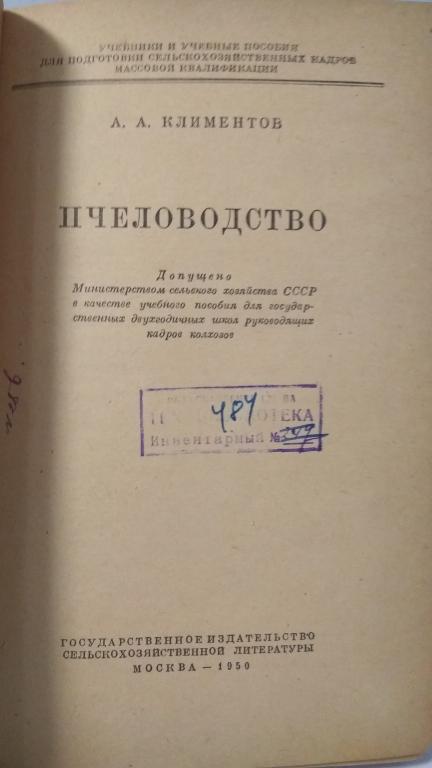 УЧЕБНИКИ И УЧЕБНЫЕ ПОСОБИЯ
ДЛЯ ПОДГОТОВКИ СЕЛЬСКОХОЗЯЙСТВЕННЫХ КАДРОВ
МАССОВОЙ КВАЛИФИКАЦИИ
А. А. КЛИМЕНТОВ
ПЧЕЛОВОДСТВО
Допущено
Министерством сельского хозяйства СССР
в качестве учебного пособия для государ-
ственных двухгодичных школ руководящих
кадров колхозов
484
Инвентарный №
ГОСУДАРСТВЕННОЕ ИЗДАТЕЛЬСТВО
СЕЛЬСКОХОЗЯЙСТВЕННОЙ ЛИТЕРАТУРЫ
МОСКВА — 1950